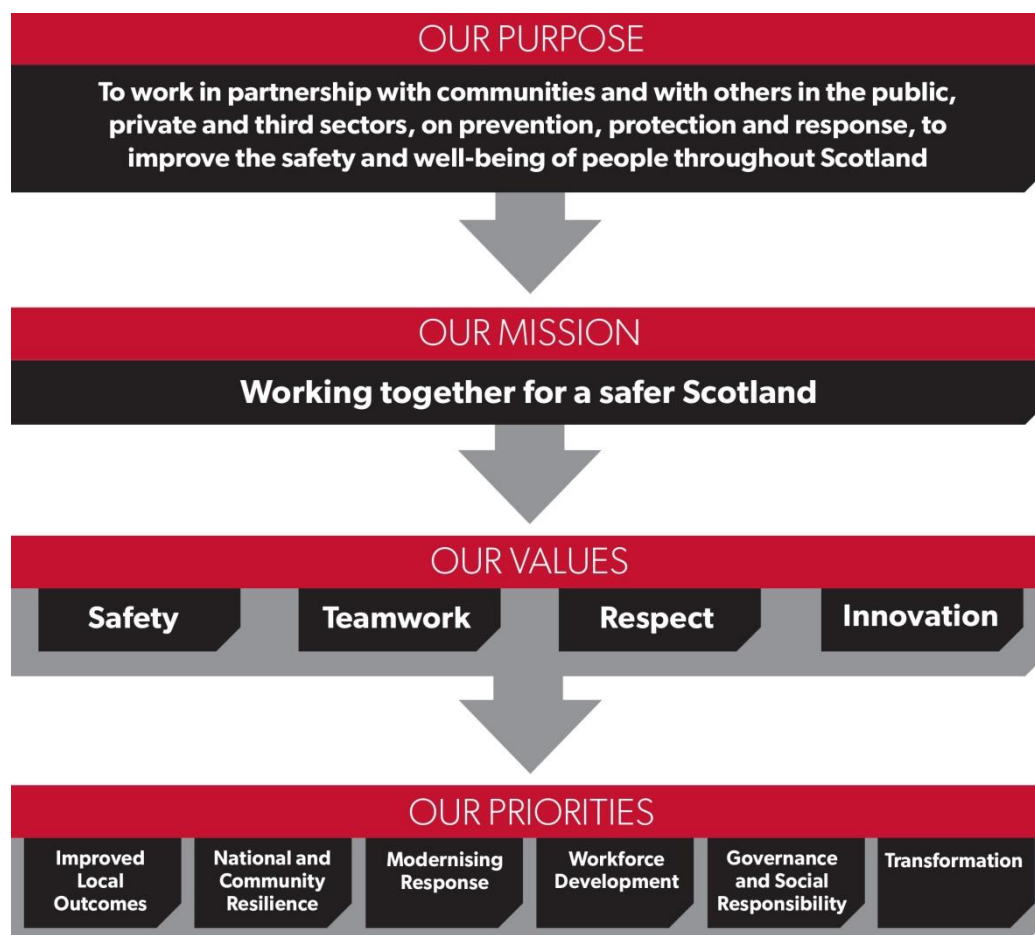 OUR PURPOSE
To work in partnership with communities and with others in the public,
private and third sectors, on prevention, protection and response, to
improve the safety and well-being of people throughout Scotland
OUR MISSION
Working together for a safer Scotland
OUR VALUES
Safety
Teamwork
Respect
Innovation
OUR PRIORITIES
Improved
Local
Outcomes
National and
Community
Resilience
Modernising
Response
Workforce
Development
Governance
and Social
Responsibility
Transformation